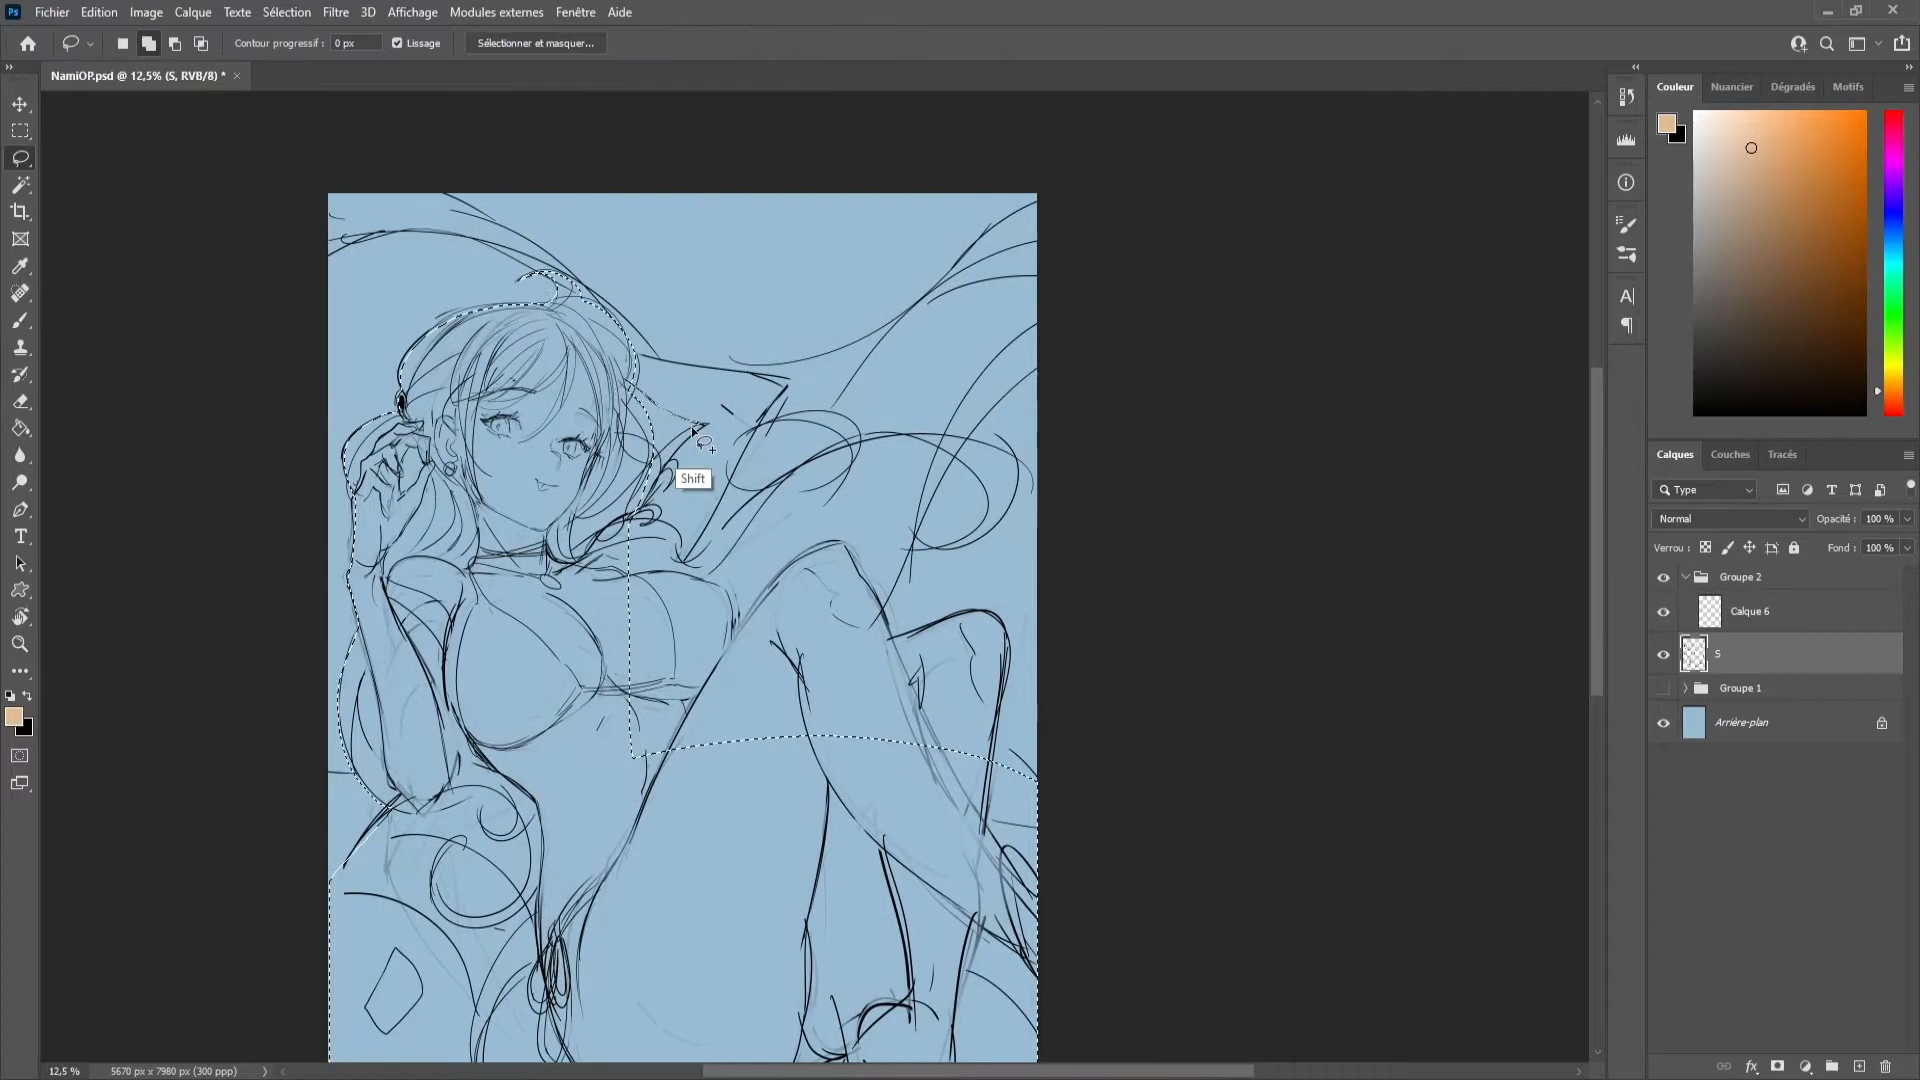 Ps Fichier Edition Image Calque Texte Sélection Filtre 3D Affichage Modules externes Fenêtre Aide
Contour progressif : 0 px Lissage Sélectionner et masquer...
NamiOP.psd @ 12,5% (S, RVB/8) * ×
Couleur Nuancier Dégradés Motifs
Shift
Calques Couches Tracés
Type
Normal Opacité : 100 %
Verrou : Fond : 100 %
Groupe 2
Calque 6
S
Groupe 1
Arrière-plan
12,5 % 5670 px x 7980 px (300 ppp)